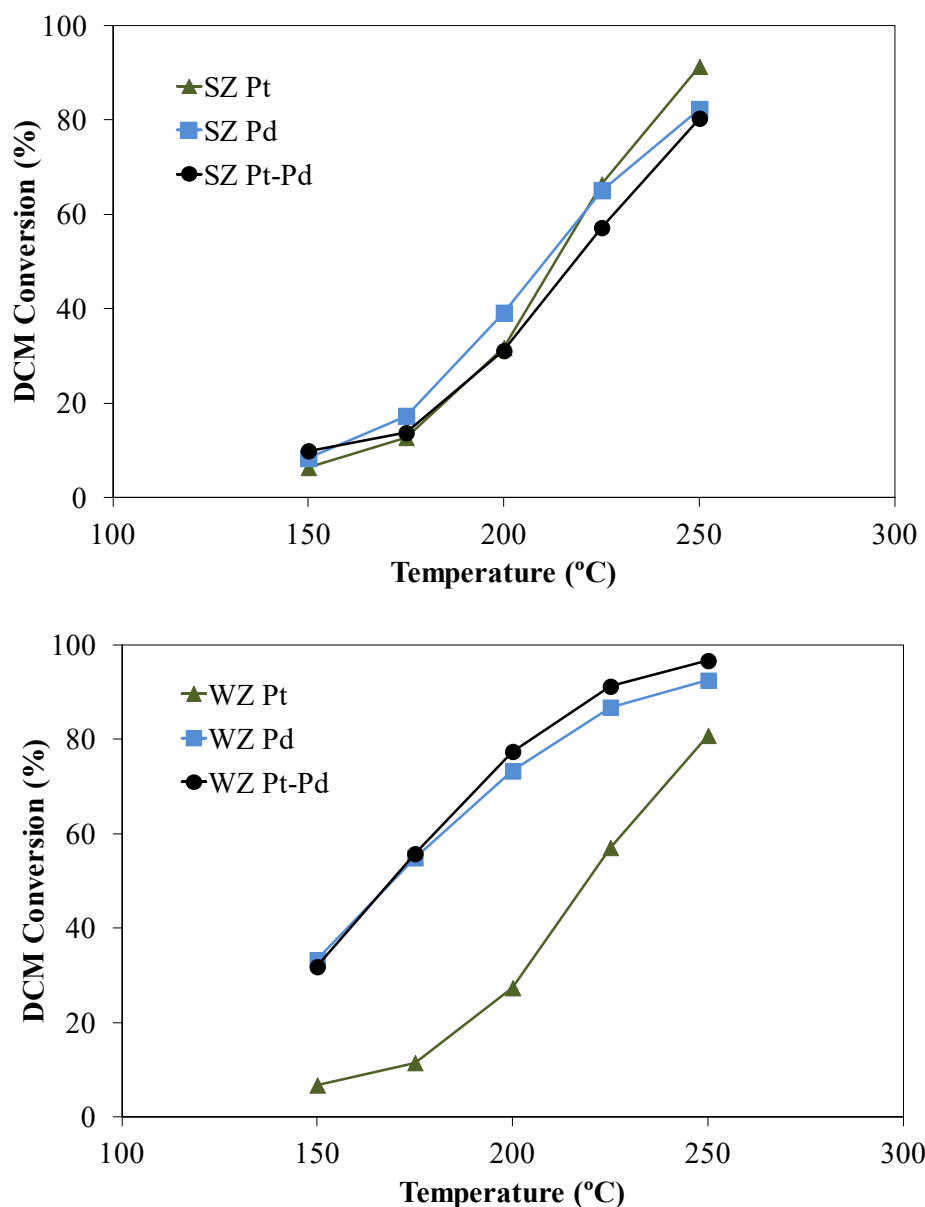 100
80
60
40
20
0
DCM Conversion (%)
SZ Pt
SZ Pd
SZ Pt-Pd
100 150 200 250 300
Temperature (ºC)
100
80
60
40
20
0
DCM Conversion (%)
WZ Pt
WZ Pd
WZ Pt-Pd
100 150 200 250 300
Temperature (ºC)